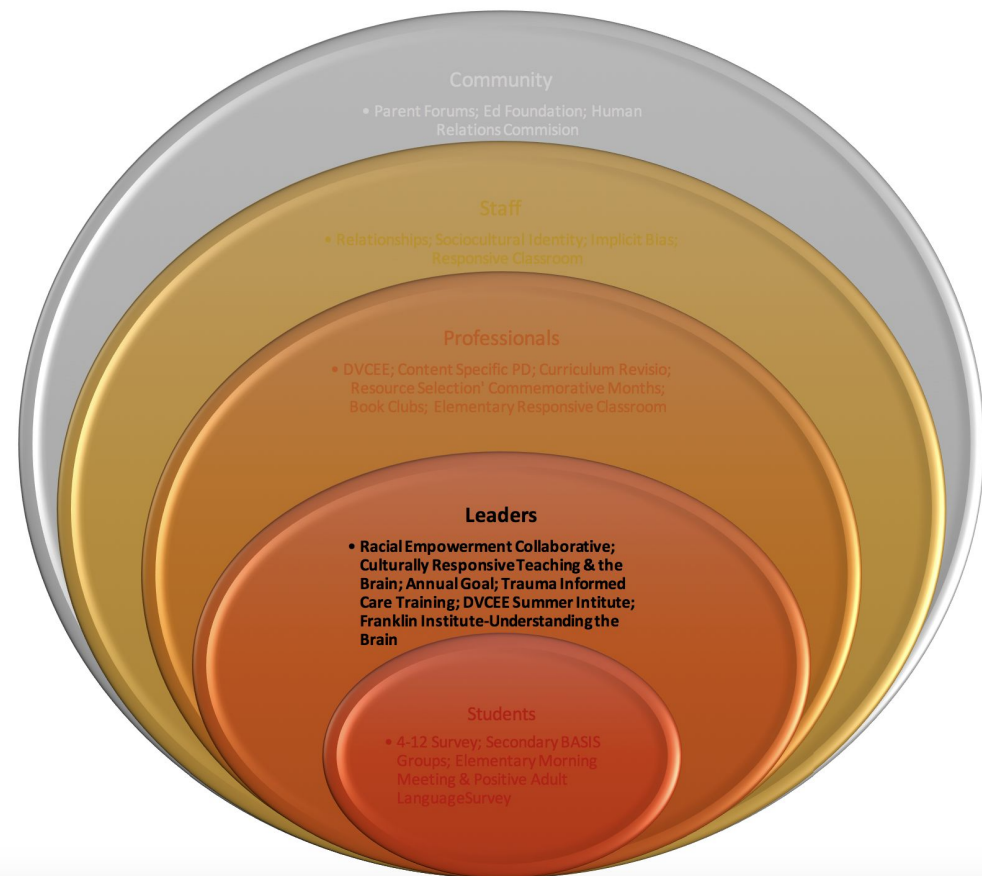 Community
• Parent Forums; Ed Foundation; Human
Relations Commision
Staff
• Relationships; Sociocultural Identity; Implicit Bias;
Responsive Classroom
Professionals
• DVCEE; Content Specific PD; Curriculum Revisio;
Resource Selection' Commemorative Months;
Book Clubs; Elementary Responsive Classroom
Leaders
• Racial Empowerment Collaborative;
Culturally Responsive Teaching & the
Brain; Annual Goal; Trauma Informed
Care Training; DVCEE Summer Intitute;
Franklin Institute-Understanding the
Brain
Students
• 4-12 Survey; Secondary BASIS
Groups; Elementary Morning
Meeting & Positive Adult
LanguageSurvey